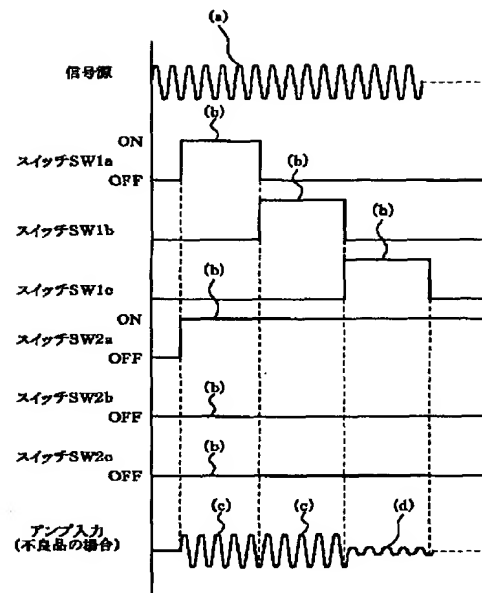 (a)
信号源
ON
(b)
スイッチSW1a
OFF
(b)
スイッチSW1b
(b)
スイッチSW1c
ON
(b)
スイッチSW2a
OFF
スイッチSW2b
(b)
OFF
スイッチSW2c
(b)
OFF
アンプ入力
(不良品の場合)
(c)
(c)
(d)